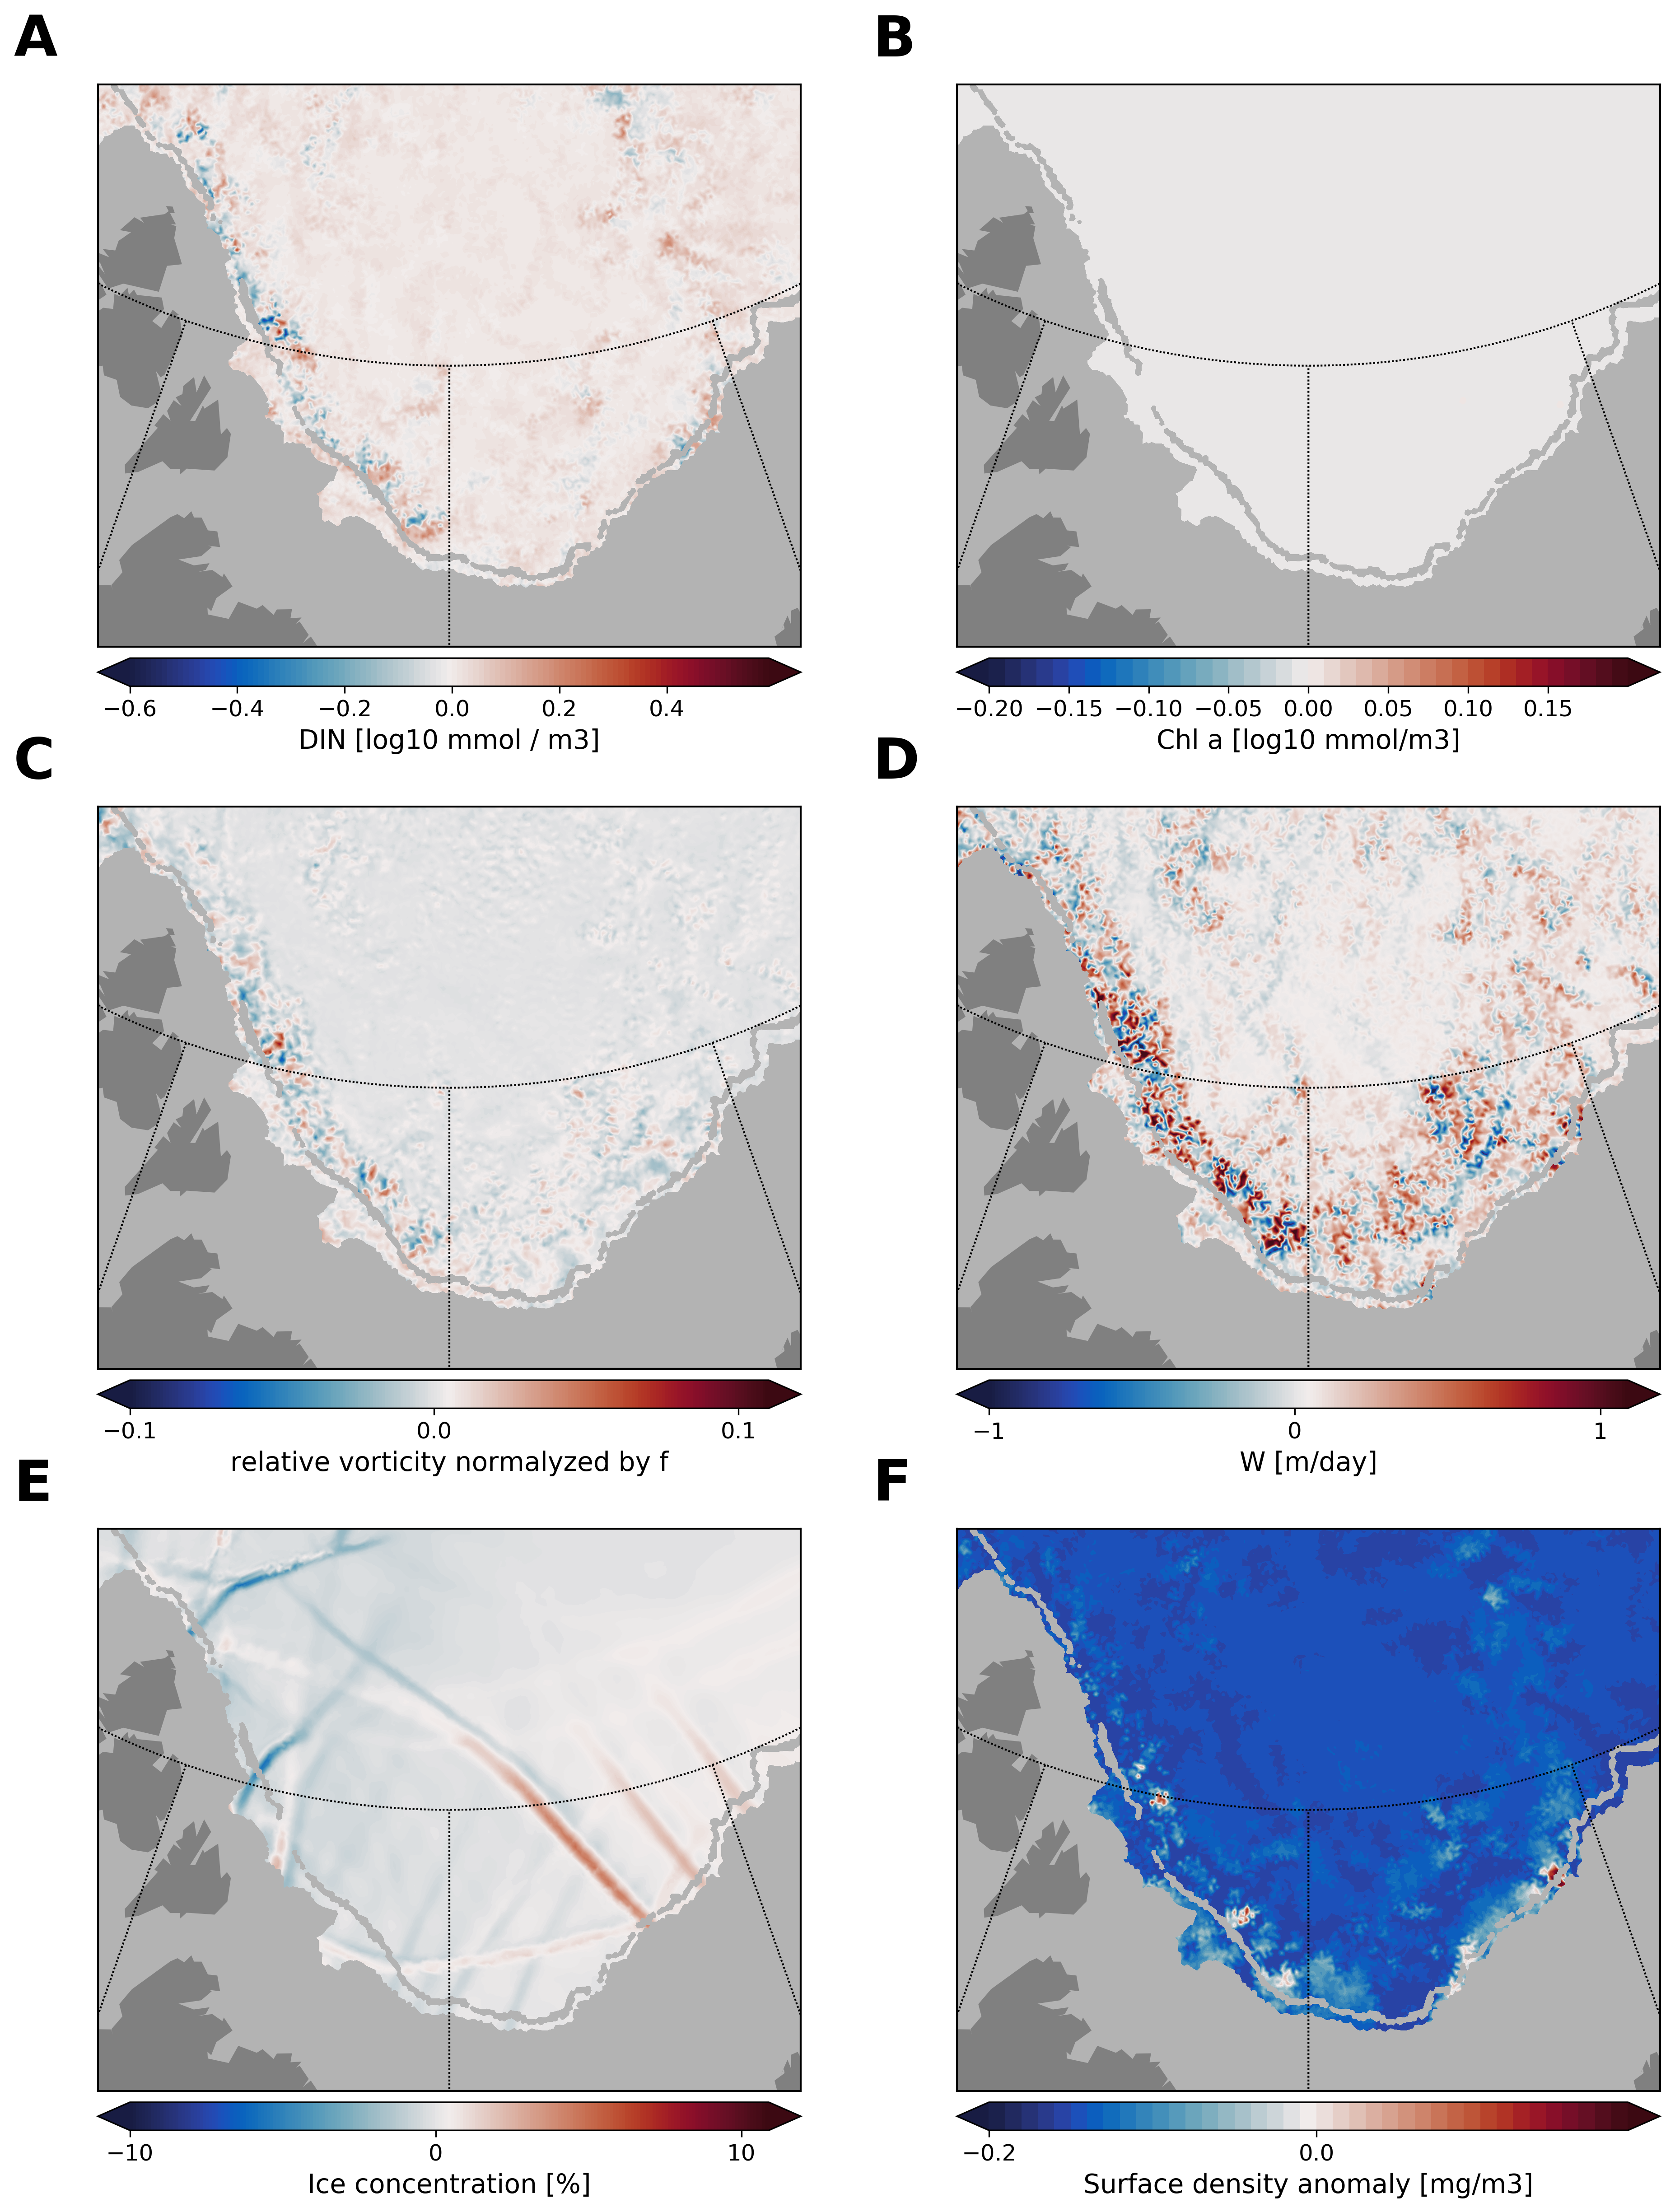 A
B
−0.6 −0.4 −0.2 0.0 0.2 0.4
DIN [log10 mmol / m3]
−0.20 −0.15 −0.10 −0.05 0.00 0.05 0.10 0.15
Chl a [log10 mmol/m3]
C
D
−0.1 0.0 0.1
relative vorticity normalyzed by f
−1 0 1
W [m/day]
E
F
−10 0 10
Ice concentration [%]
−0.2 0.0
Surface density anomaly [mg/m3]